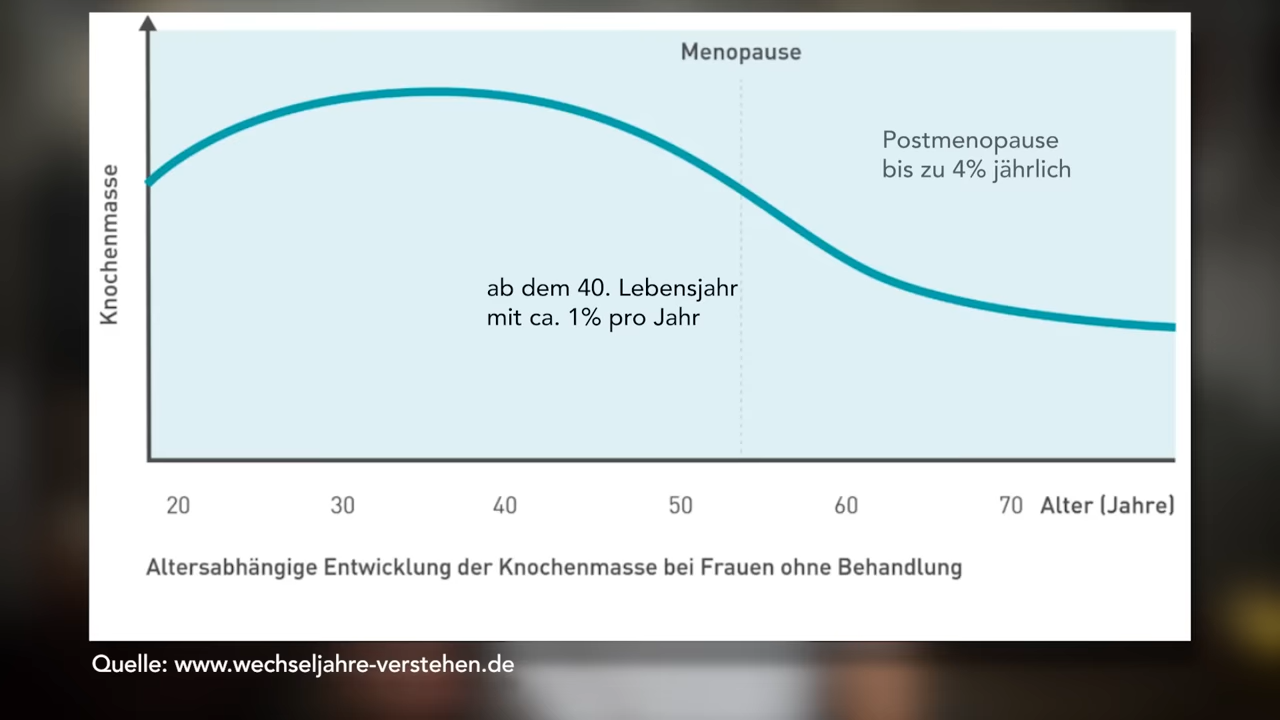 Menopause
Postmenopause
bis zu 4% jährlich
Knochenmasse
ab dem 40. Lebensjahr
mit ca. 1% pro Jahr
20 30 40 50 60 70 Alter (Jahre)
Altersabhängige Entwicklung der Knochenmasse bei Frauen ohne Behandlung
Quelle: www.wechseljahre-verstehen.de